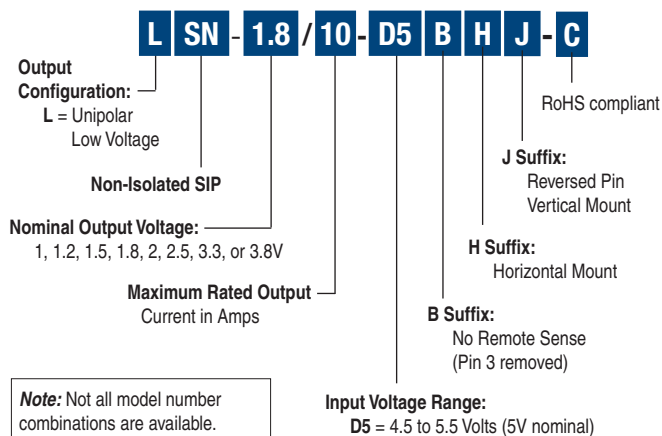 L SN - 1.8 / 10 - D5 B H J - C
Output
Configuration:
L = Unipolar
Low Voltage
Non-Isolated SIP
Nominal Output Voltage:
1, 1.2, 1.5, 1.8, 2, 2.5, 3.3, or 3.8V
Maximum Rated Output
Current in Amps
Note: Not all model number
combinations are available.
RoHS compliant
J Suffix:
Reversed Pin
Vertical Mount
H Suffix:
Horizontal Mount
B Suffix:
No Remote Sense
(Pin 3 removed)
Input Voltage Range:
D5 = 4.5 to 5.5 Volts (5V nominal)